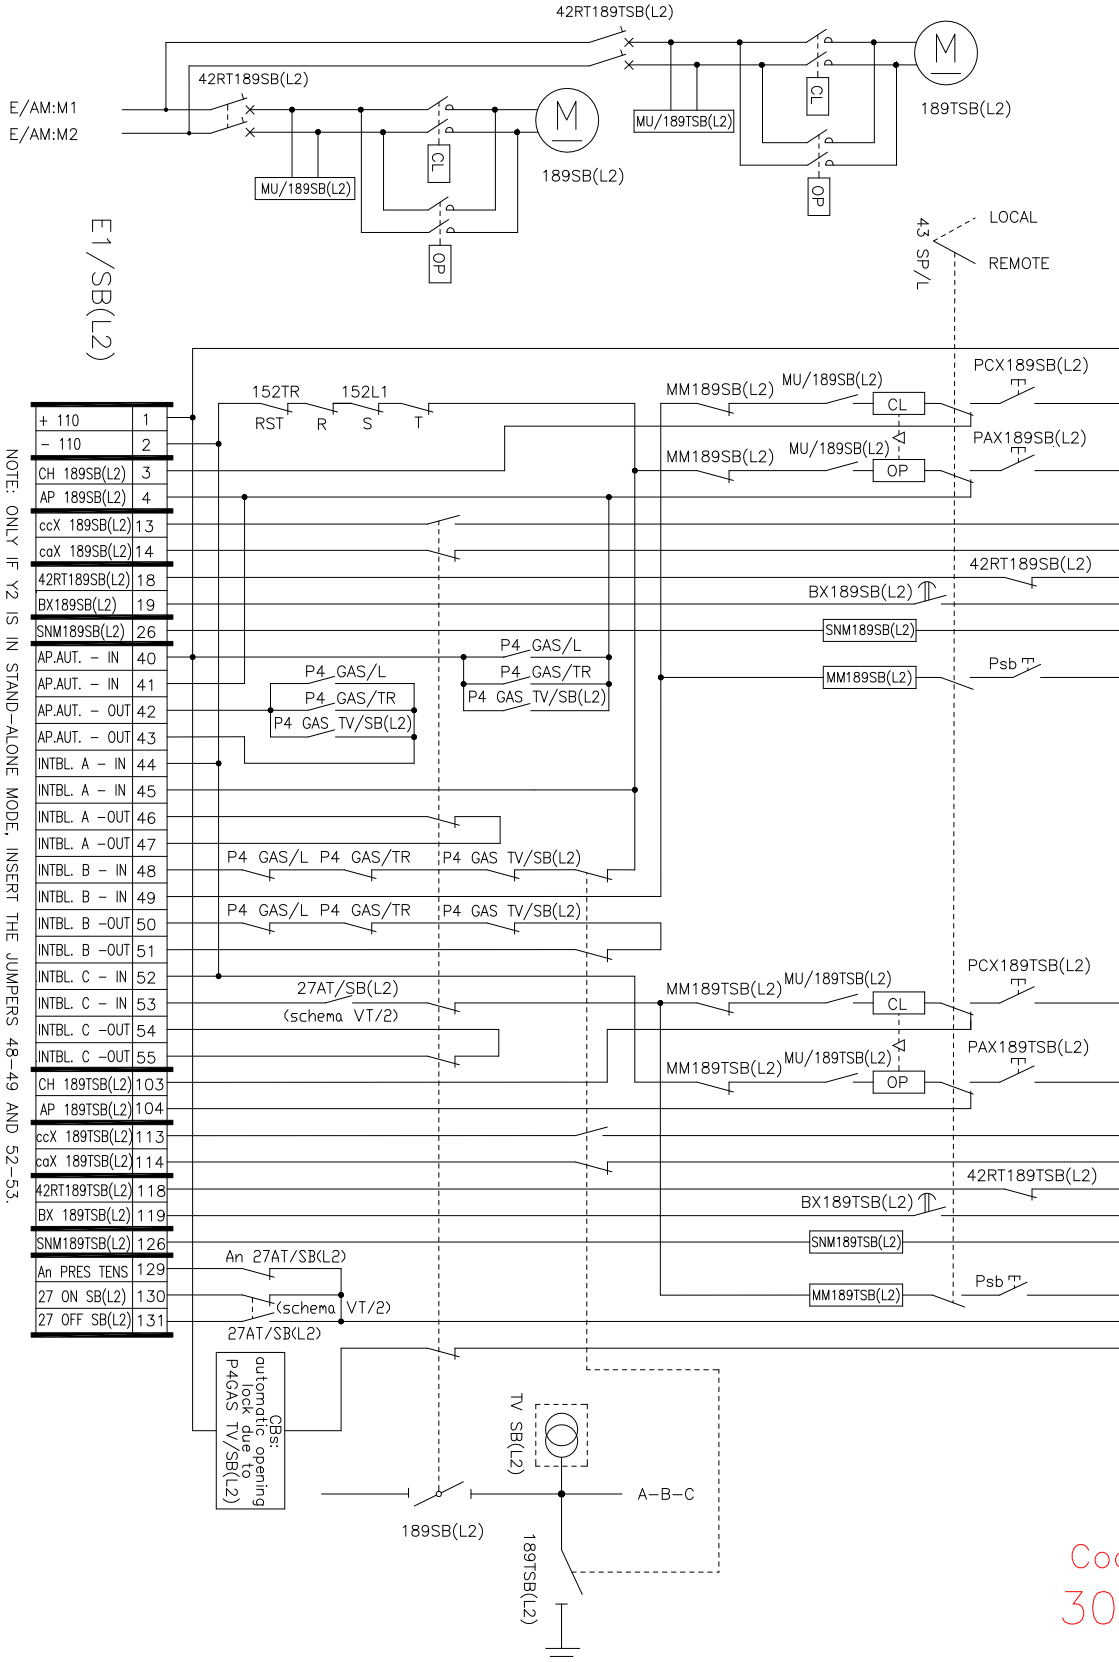 42RT189TSB(L2)
M
42RT189SB(L2)
E/AM:M1
CL
189TSB(L2)
E/AM:M2
M
MU/189TSB(L2)
CL
189SB(L2)
MU/189SB(L2)
OP
LOCAL
43 SP/L
REMOTE
OP
E1/SB(L2)
PCX189SB(L2)
152TR
152L1
MM189SB(L2)
MU/189SB(L2)
CL
RST
R
S
T
+ 110 1
- 110 2
CH 189SB(L2) 3
AP 189SB(L2) 4
ccX 189SB(L2) 13
caX 189SB(L2) 14
42RT189SB(L2) 18
BX189SB(L2) 19
SNM189SB(L2) 26
AP.AUT. - IN 40
AP.AUT. - IN 41
AP.AUT. - OUT 42
AP.AUT. - OUT 43
INTBL. A - IN 44
INTBL. A - IN 45
INTBL. A -OUT 46
INTBL. A -OUT 47
INTBL. B - IN 48
INTBL. B - IN 49
INTBL. B -OUT 50
INTBL. B -OUT 51
INTBL. C - IN 52
INTBL. C - IN 53
INTBL. C -OUT 54
INTBL. C -OUT 55
CH 189TSB(L2) 103
AP 189TSB(L2) 104
ccX 189TSB(L2) 113
caX 189TSB(L2) 114
42RT189TSB(L2) 118
BX 189TSB(L2) 119
SNM189TSB(L2) 126
An PRES TENS 129
27 ON SB(L2) 130
27 OFF SB(L2) 131
NOTE: ONLY IF Y2 IS IN STAND-ALONE MODE, INSERT THE JUMPERS 48-49 AND 52-53.
MM189SB(L2)
MU/189SB(L2)
OP
PAX189SB(L2)
42RT189SB(L2)
BX189SB(L2)
SNM189SB(L2)
P4 GAS/L
P4 GAS/TR
P4 GAS TV/SB(L2)
MM189SB(L2)
Psb
P4 GAS/L
P4 GAS/TR
P4 GAS TV/SB(L2)
P4 GAS/L P4 GAS/TR P4 GAS TV/SB(L2)
P4 GAS/L P4 GAS/TR P4 GAS TV/SB(L2)
27AT/SB(L2)
(schema VT/2)
MM189TSB(L2)
MU/189TSB(L2)
CL
PCX189TSB(L2)
MM189TSB(L2)
MU/189TSB(L2)
OP
PAX189TSB(L2)
42RT189TSB(L2)
BX189TSB(L2)
SNM189TSB(L2)
An 27AT/SB(L2)
(schema VT/2)
27AT/SB(L2)
MM189TSB(L2)
Psb
CBs:
automatic opening
lock due to
P4GAS TV/SB(L2)
TV SB(L2)
A-B-C
189SB(L2)
189TSB(L2)
30